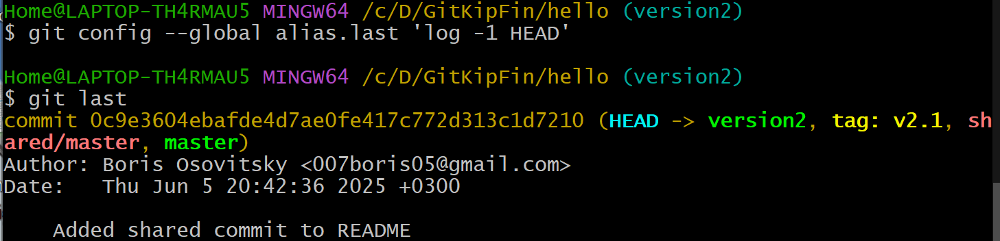 Home@LAPTOP-TH4RMAU5 MINGW64 /c/D/GitKipFin/hello (version2)
$ git config --global alias.last 'log -1 HEAD'
Home@LAPTOP-TH4RMAU5 MINGW64 /c/D/GitKipFin/hello (version2)
$ git last
commit 0c9e3604ebafde4d7ae0fe417c772d313c1d7210 (HEAD -> version2, tag: v2.1, sh
ared/master, master)
Author: Boris Osovitsky <007boris05@gmail.com>
Date:   Thu Jun 5 20:42:36 2025 +0300
    Added shared commit to README